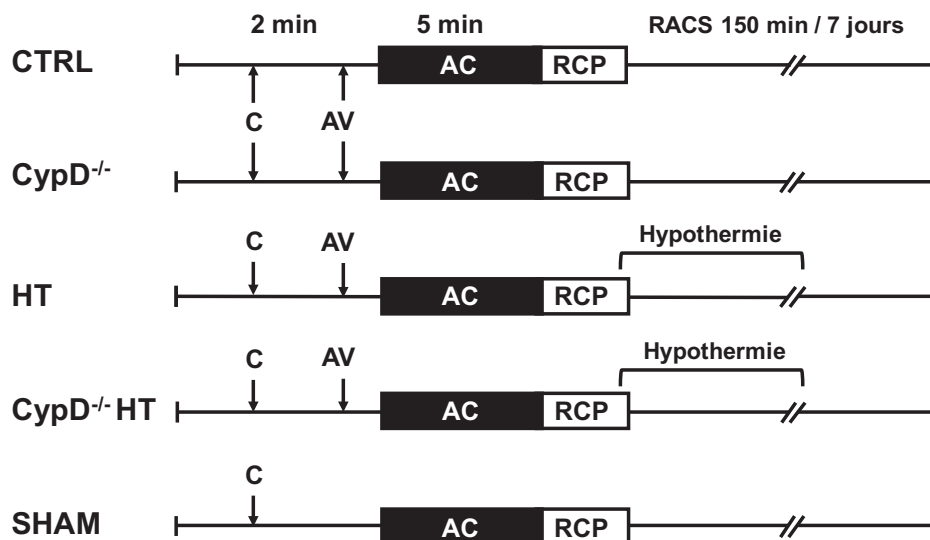 2 min 5 min RACS 150 min / 7 jours
CTRL AC RCP
C AV
CypD-/- AC RCP
Hypothermie
C AV
HT AC RCP
Hypothermie
C AV
CypD-/- HT AC RCP
C
SHAM AC RCP